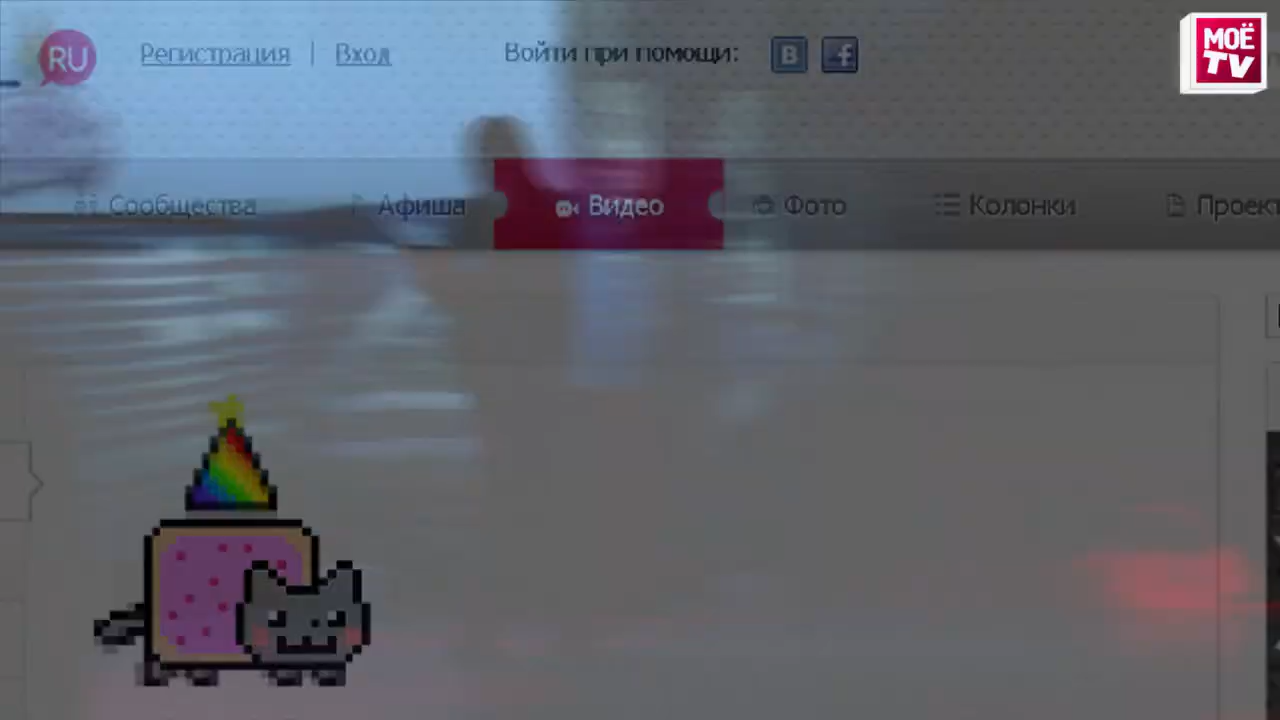 RU Регистрация | Вход Войти при помощи: B f
МОЁ
TV
Сообщества Афиша Видео Фото Колонки Проект